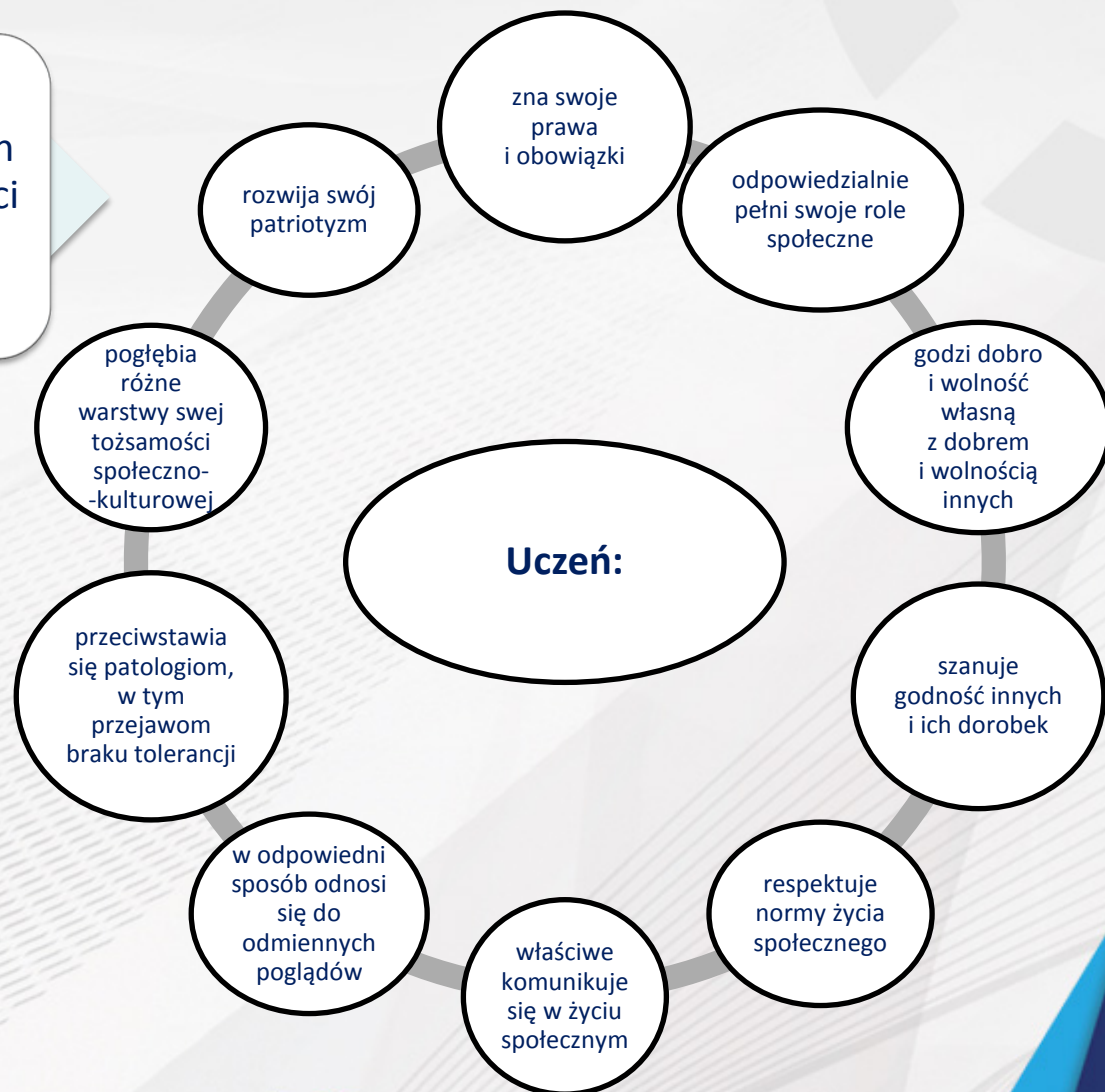 zna swoje
prawa
i obowiązki
odpowiedzialnie
pełni swoje role
społeczne
godzi dobro
i wolność
własną
z dobrem
i wolnością
innych
szanuje
godność innych
i ich dorobek
respektuje
normy życia
społecznego
właściwe
komunikuje
się w życiu
społecznym
w odpowiedni
sposób odnosi
się do
odmiennych
poglądów
przeciwstawia
się patologiom,
w tym
przejawom
braku tolerancji
pogłębia
różne
warstwy swej
tożsamości
społeczno-
-kulturowej
rozwija swój
patriotyzm
Uczeń: